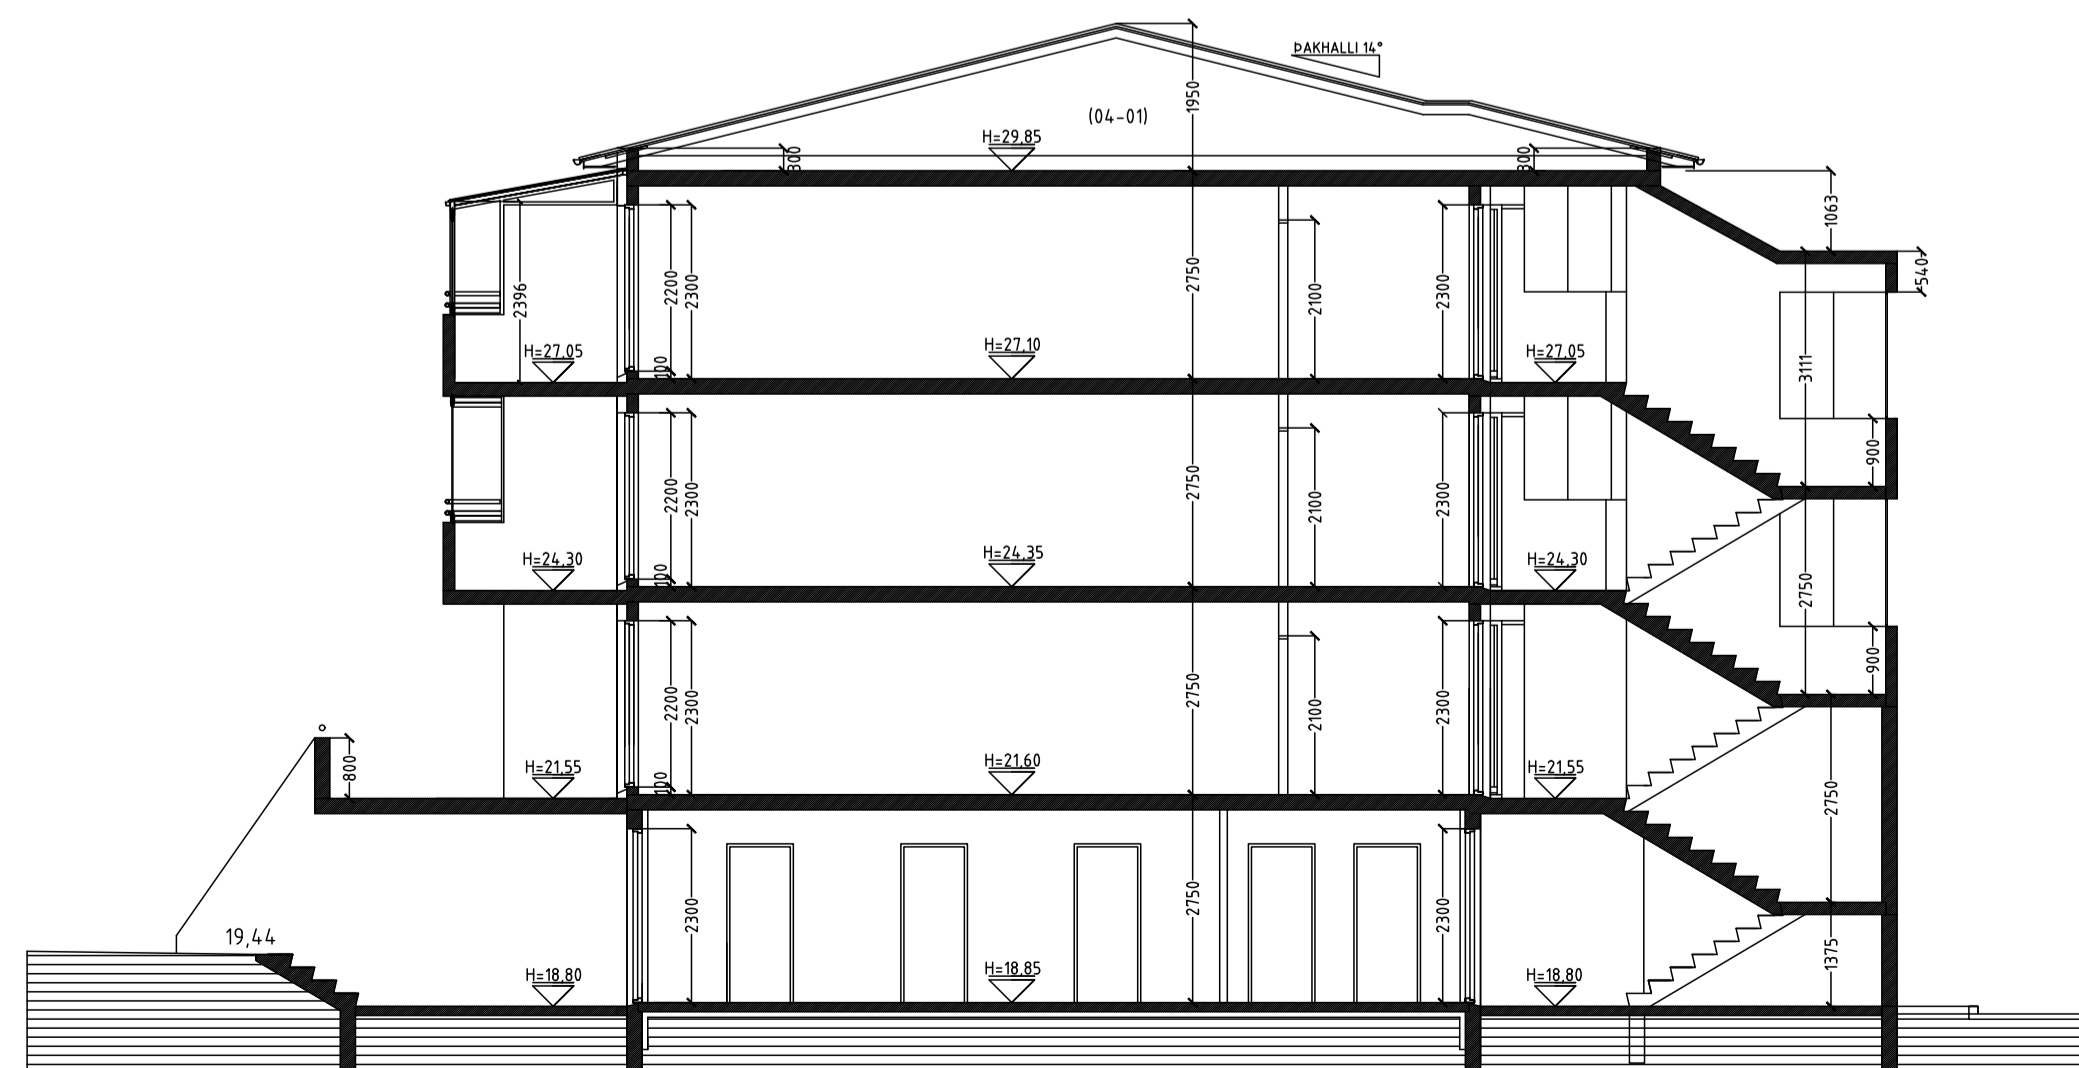 ÞAKHALLI 14°
1950
(04-01)
H=29,85
300
300
1063
540
2396
2200
2300
2750
2100
2300
3111
H=27,05
100
H=27,10
H=27,05
900
2200
2300
2750
2100
2300
H=24,30
100
H=24,35
H=24,30
2750
900
2200
2300
2750
2100
2300
800
H=21,55
100
H=21,60
H=21,55
2750
2300
2750
2300
19,44
H=18,80
H=18,85
H=18,80
1375